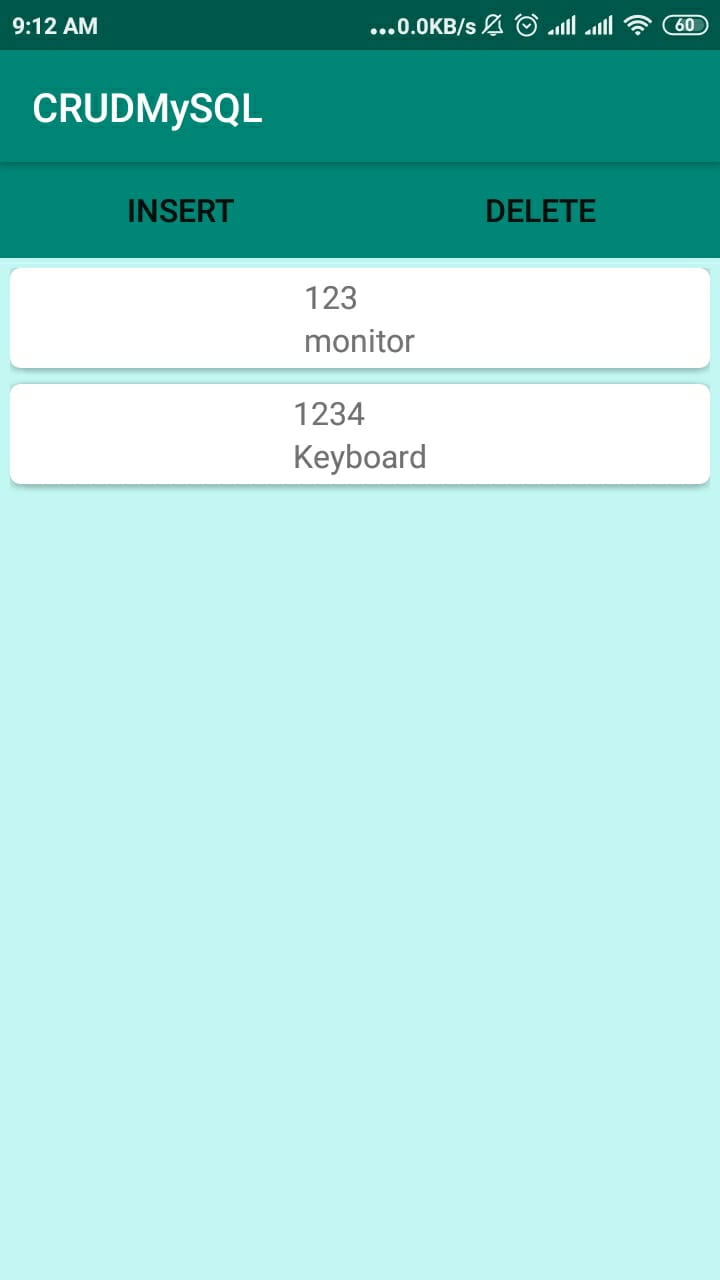 9:12 AM ...0.0KB/s 60
CRUDMySQL
INSERT DELETE
123
monitor
1234
Keyboard